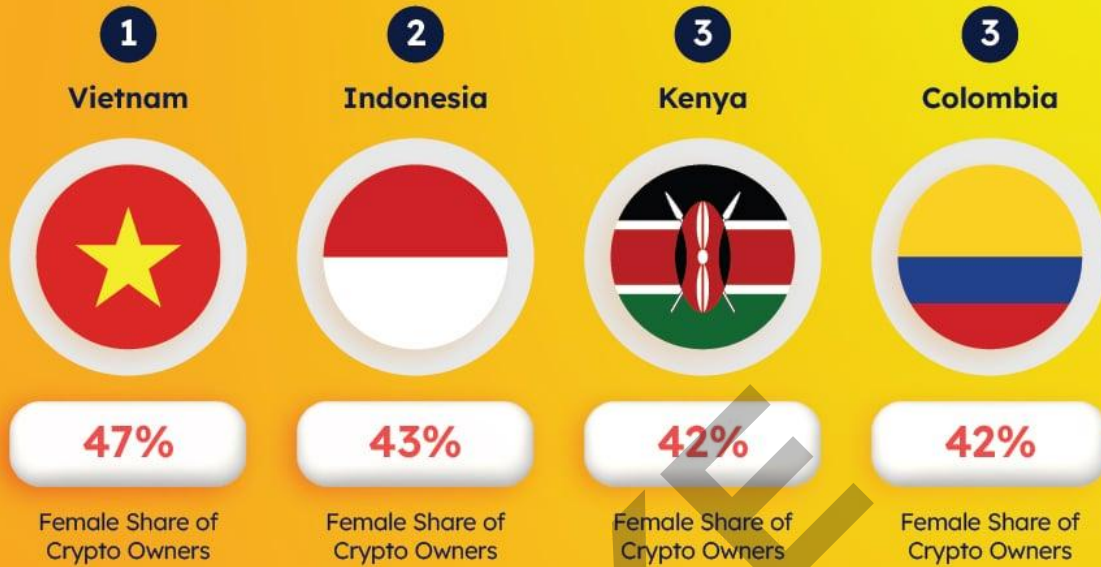 1
Vietnam
47%
Female Share of
Crypto Owners
2
Indonesia
43%
Female Share of
Crypto Owners
3
Kenya
42%
Female Share of
Crypto Owners
3
Colombia
42%
Female Share of
Crypto Owners